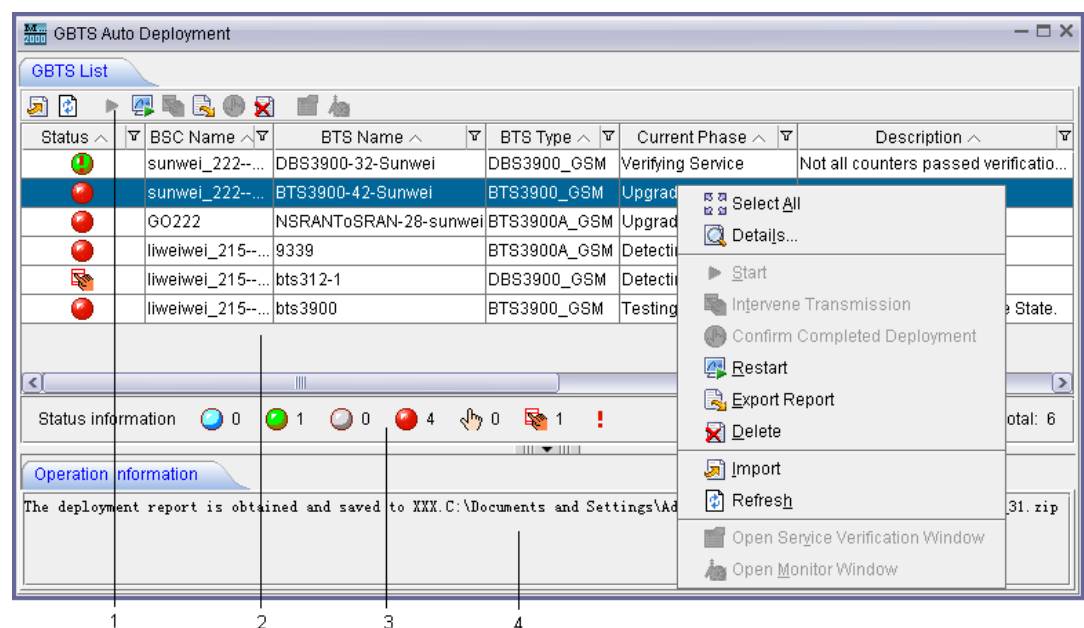 M...
2000 GBTS Auto Deployment
GBTS List
Status BSC Name BTS Name BTS Type Current Phase Description
sunwei_222--... DBS3900-32-Sunwei DBS3900_GSM Verifying Service Not all counters passed verificatio...
sunwei_222--... BTS3900-42-Sunwei BTS3900_GSM Upgrad
GO222 NSRANToSRAN-28-sunwei BTS3900A_GSM Upgrad
liweiwei_215--... 9339 BTS3900A_GSM Detecti
liweiwei_215--... bts312-1 DBS3900_GSM Detecti
liweiwei_215--... bts3900 BTS3900_GSM Testing e State.
Select All
Details...
Start
Intervene Transmission
Confirm Completed Deployment
Restart
Export Report
Delete
Import
Refresh
Open Service Verification Window
Open Monitor Window
Status information 0 1 0 4 0 1 ! otal: 6
Operation Information
The deployment report is obtained and saved to XXX.C:\Documents and Settings\Ad _31.zip
1 2 3 4